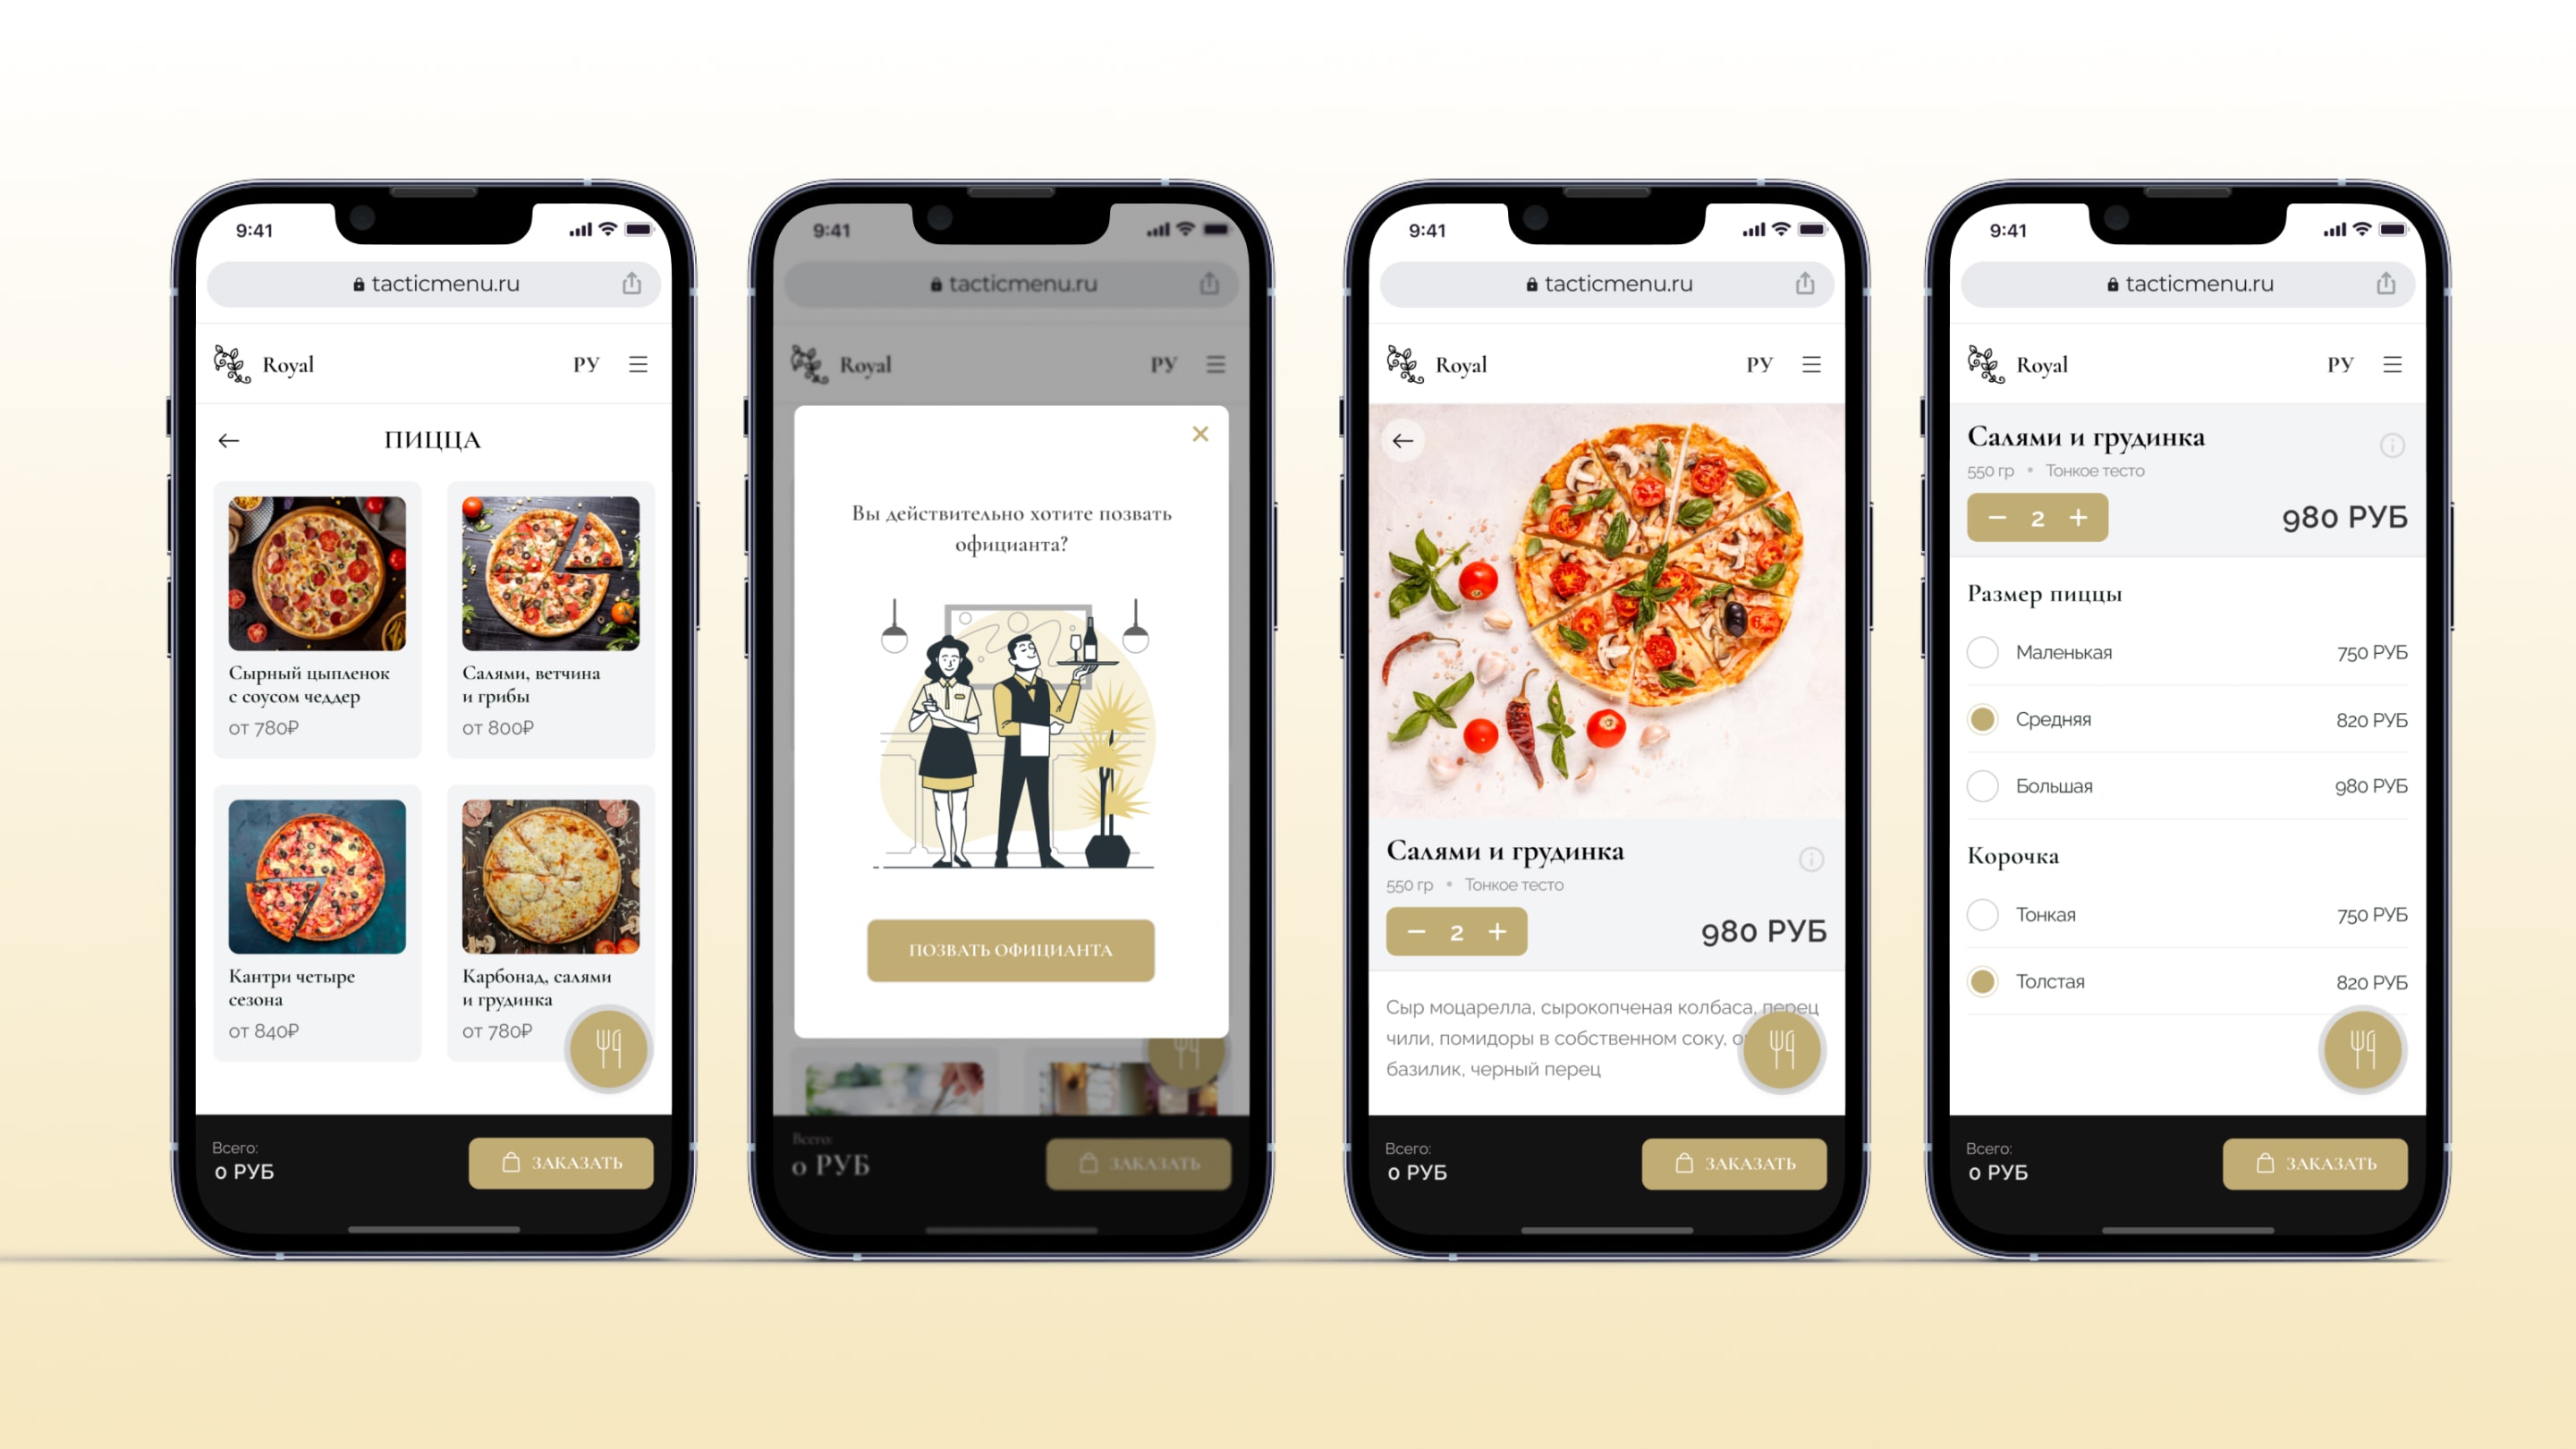 9:41
tacticmenu.ru
Royal
РУ
ПИЦЦА
Сырный цыпленок
с соусом чеддер
от 780₽
Салями, ветчина
и грибы
от 800₽
Кантри четыре
сезона
от 840₽
Карбонад, салями
и грудинка
от 780₽
Всего:
0 РУБ
ЗАКАЗАТЬ
9:41
tacticmenu.ru
Royal
РУ
Вы действительно хотите позвать
официанта?
ПОЗВАТЬ ОФИЦИАНТА
Всего:
0 РУБ
ЗАКАЗАТЬ
9:41
tacticmenu.ru
Royal
РУ
Салями и грудинка
550 гр • Тонкое тесто
− 2 +
980 РУБ
Сыр моцарелла, сырокопченая колбаса, перец
чили, помидоры в собственном соку,
базилик, черный перец
Всего:
0 РУБ
ЗАКАЗАТЬ
9:41
tacticmenu.ru
Royal
РУ
Салями и грудинка
550 гр • Тонкое тесто
− 2 +
980 РУБ
Размер пиццы
Маленькая 750 РУБ
Средняя 820 РУБ
Большая 980 РУБ
Корочка
Тонкая 750 РУБ
Толстая 820 РУБ
Всего:
0 РУБ
ЗАКАЗАТЬ